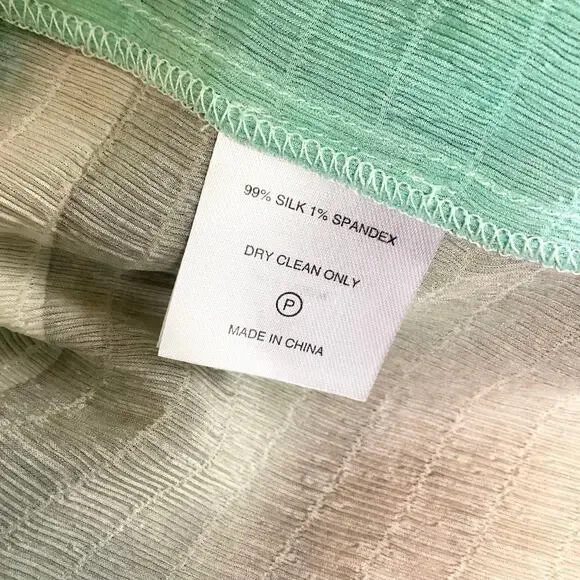 99% SILK 1% SPANDEX
DRY CLEAN ONLY
P
MADE IN CHINA